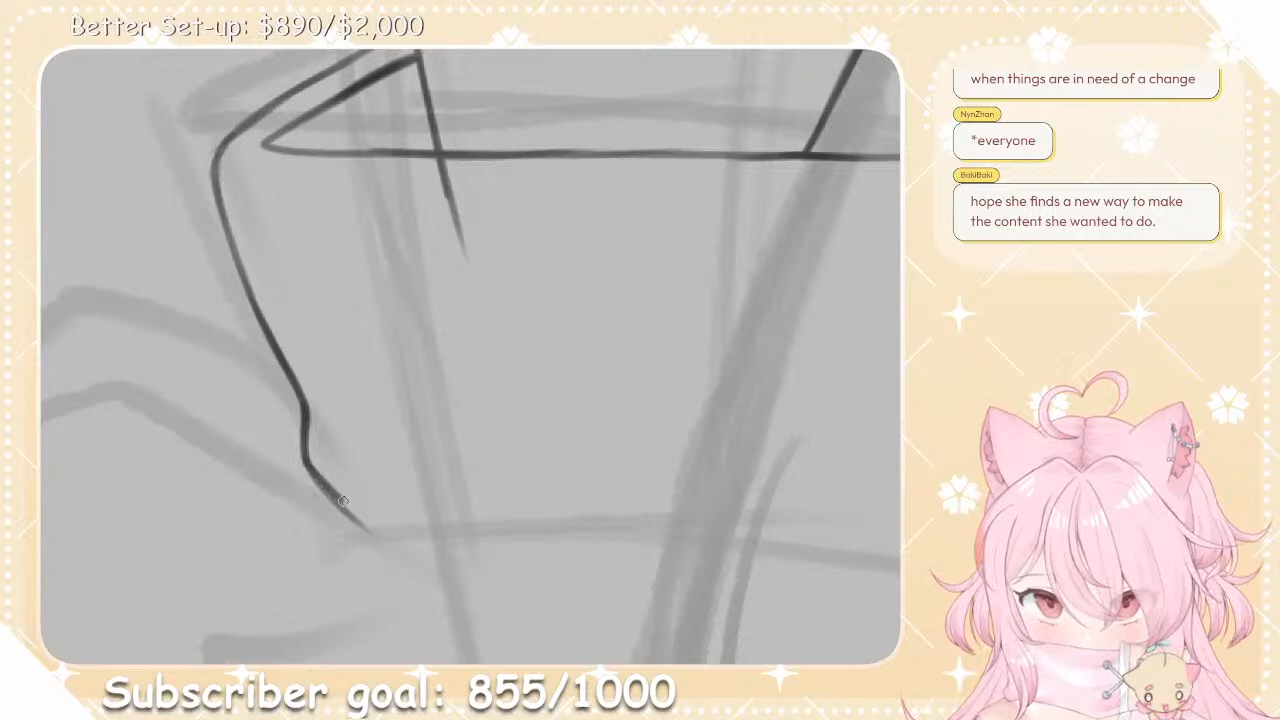 Better Set-up: $890/$2,000
when things are in need of a change
NynZhan
*everyone
BakiBaki
hope she finds a new way to make
the content she wanted to do.
Subscriber goal: 855/1000